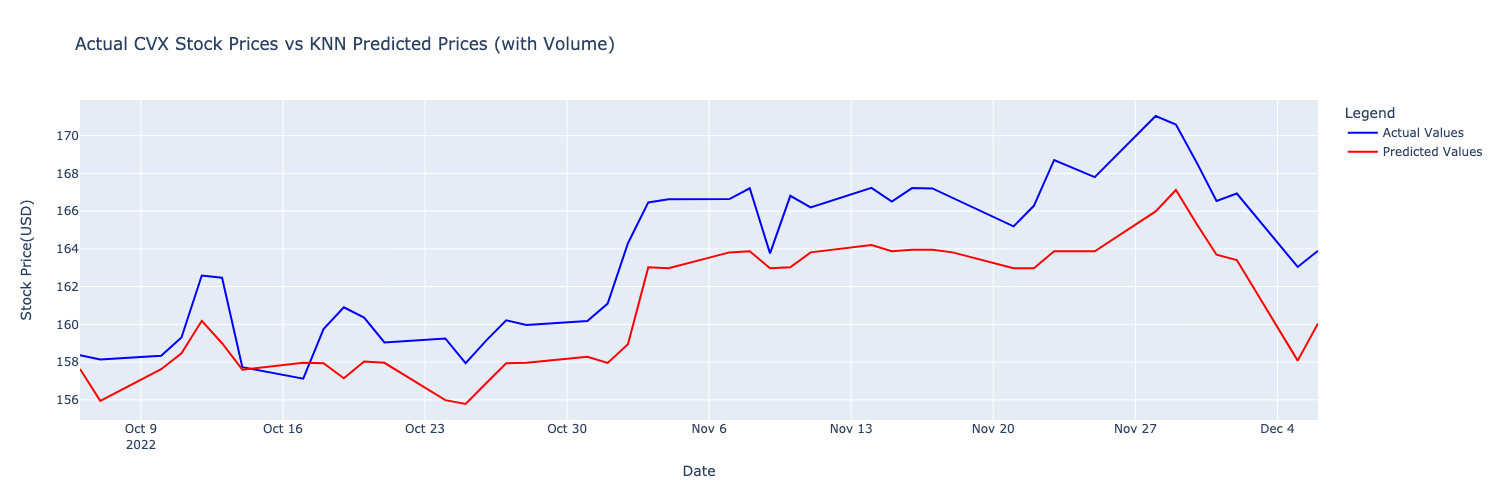 Actual CVX Stock Prices vs KNN Predicted Prices (with Volume)
Legend
Actual Values
Predicted Values
Stock Price(USD)
170
168
166
164
162
160
158
156
Oct 9 Oct 16 Oct 23 Oct 30 Nov 6 Nov 13 Nov 20 Nov 27 Dec 4
2022
Date